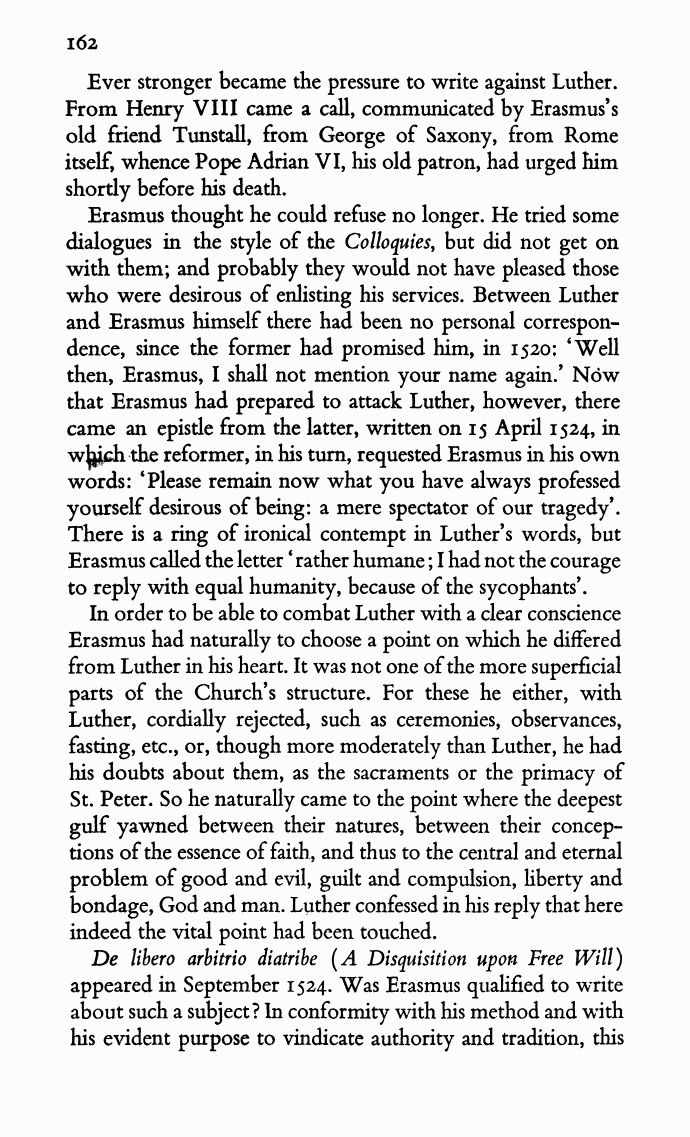 162
Ever stronger became the pressure to write against Luther.
From Henry VIII came a call, communicated by Erasmus's
old friend Tunstall, from George of Saxony, from Rome
itself, whence Pope Adrian VI, his old patron, had urged him
shortly before his death.
Erasmus thought he could refuse no longer. He tried some
dialogues in the style of the Colloquies, but did not get on
with them; and probably they would not have pleased those
who were desirous of enlisting his services. Between Luther
and Erasmus himself there had been no personal correspon-
dence, since the former had promised him, in 1520: 'Well
then, Erasmus, I shall not mention your name again.' Now
that Erasmus had prepared to attack Luther, however, there
came an epistle from the latter, written on 15 April 1524, in
which the reformer, in his turn, requested Erasmus in his own
words: 'Please remain now what you have always professed
yourself desirous of being: a mere spectator of our tragedy'.
There is a ring of ironical contempt in Luther's words, but
Erasmus called the letter 'rather humane; I had not the courage
to reply with equal humanity, because of the sycophants'.
In order to be able to combat Luther with a clear conscience
Erasmus had naturally to choose a point on which he differed
from Luther in his heart. It was not one of the more superficial
parts of the Church's structure. For these he either, with
Luther, cordially rejected, such as ceremonies, observances,
fasting, etc., or, though more moderately than Luther, he had
his doubts about them, as the sacraments or the primacy of
St. Peter. So he naturally came to the point where the deepest
gulf yawned between their natures, between their concep-
tions of the essence of faith, and thus to the central and eternal
problem of good and evil, guilt and compulsion, liberty and
bondage, God and man. Luther confessed in his reply that here
indeed the vital point had been touched.
De libero arbitrio diatribe (A Disquisition upon Free Will)
appeared in September 1524. Was Erasmus qualified to write
about such a subject? In conformity with his method and with
his evident purpose to vindicate authority and tradition, this